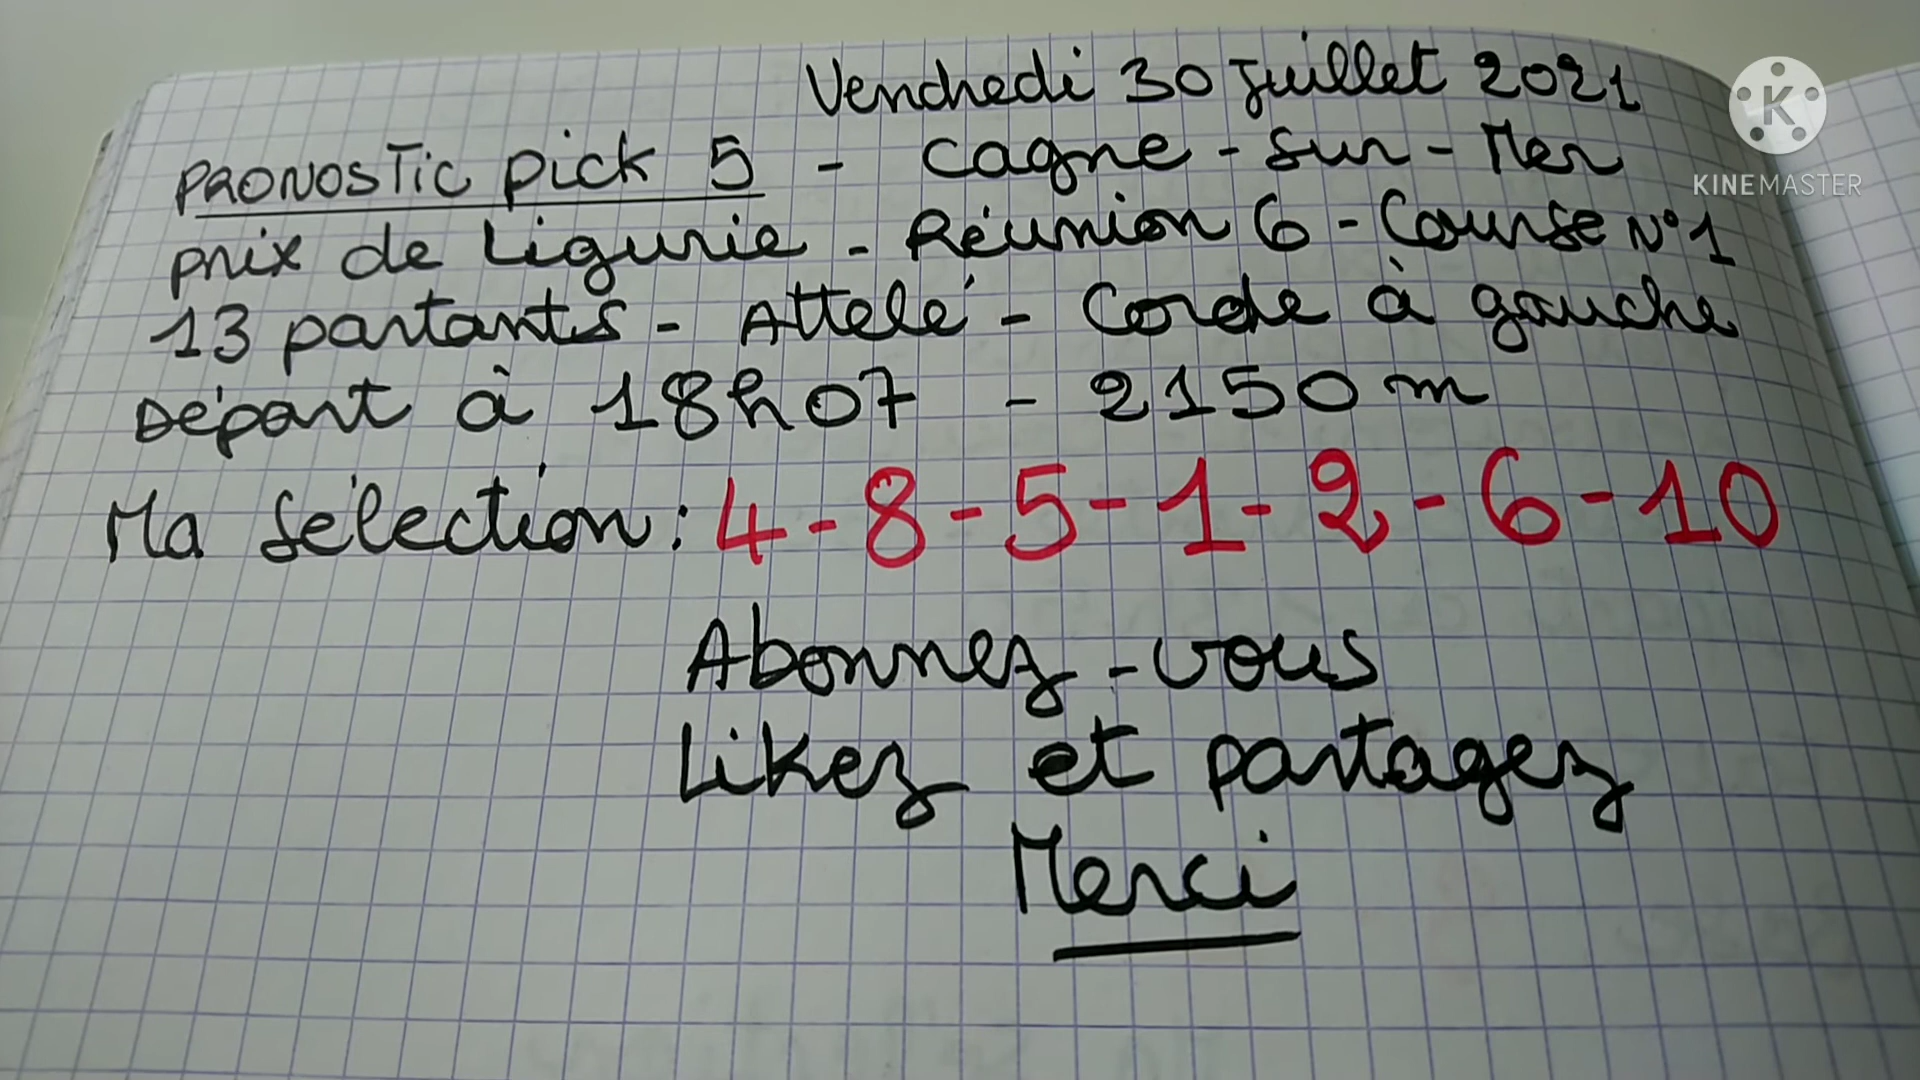 Vendredi 30 Juillet 2021
PRONOSTIC PICK 5 - Cagne-sur-Mer
prix de Ligurie - Réunion 6 - Course N°1
13 partants - Attelé - Corde à gauche
Départ à 18h07 - 2150 m
Ma sélection : 4-8-5-1-2-6-10
Abonnez-vous
Likez et partagez
Merci
K
KINEMASTER